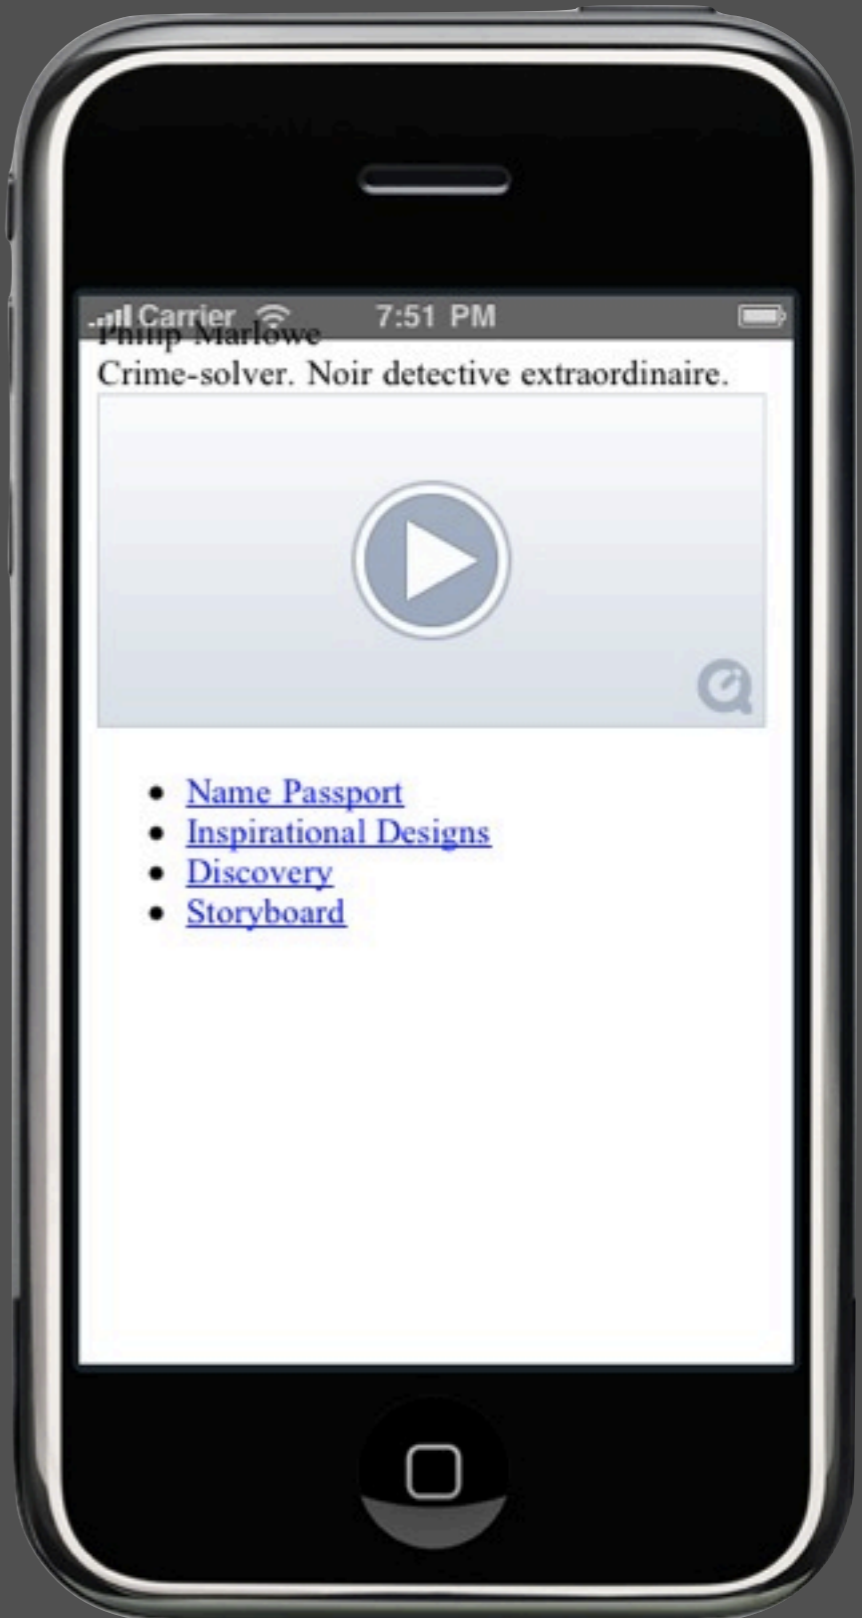 Carrier 7:51 PM
Philip Marlowe
Crime-solver. Noir detective extraordinaire.
Name Passport
Inspirational Designs
Discovery
Storyboard